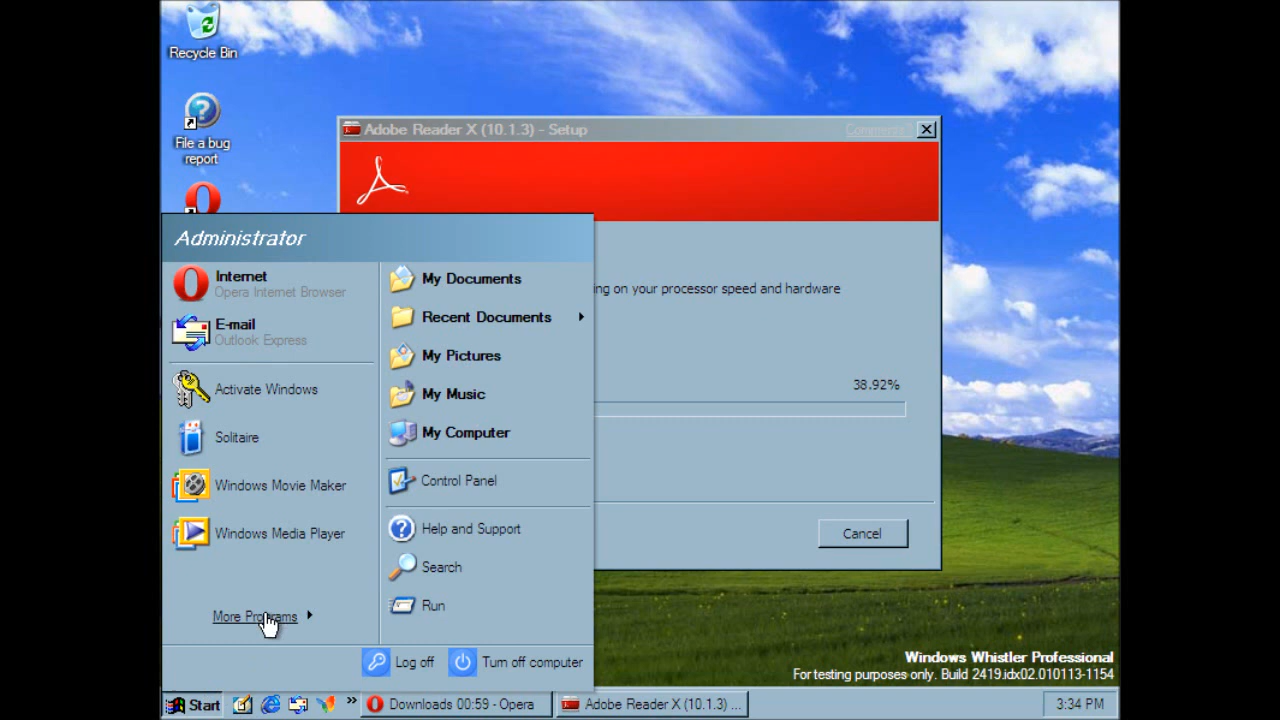 Recycle Bin
File a bug
report
Adobe Reader X (10.1.3) - Setup
Comments?
ing on your processor speed and hardware
38.92%
Cancel
Administrator
Internet
Opera Internet Browser
E-mail
Outlook Express
Activate Windows
Solitaire
Windows Movie Maker
Windows Media Player
More Programs
My Documents
Recent Documents
My Pictures
My Music
My Computer
Control Panel
Help and Support
Search
Run
Log off
Turn off computer
Windows Whistler Professional
For testing purposes only. Build 2419.idx02.010113-1154
Start
Downloads 00:59 - Opera
Adobe Reader X (10.1.3) ...
3:34 PM